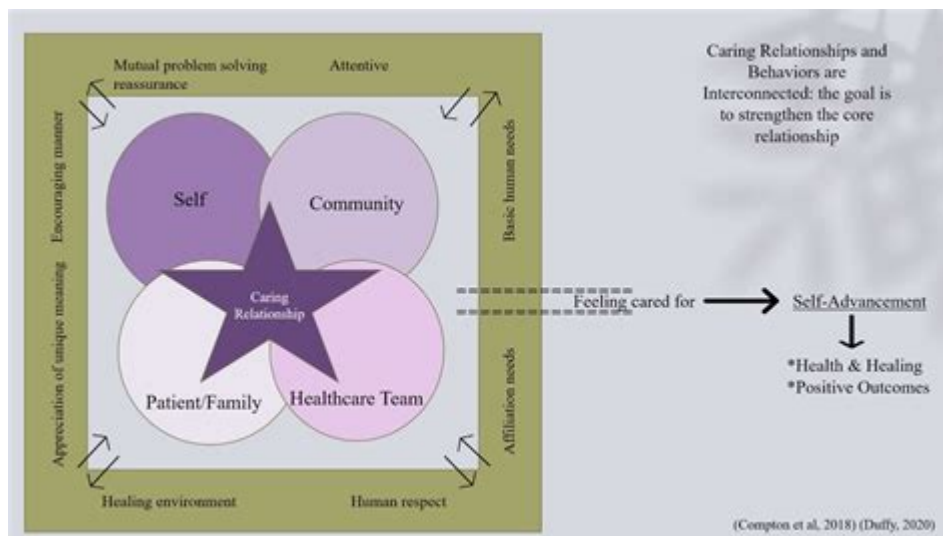 Mutual problem solving
reassurance
Attentive
Encouraging manner
Appreciation of unique meaning
Self
Community
Caring
Relationship
Patient/Family
Healthcare Team
Basic human needs
Affiliation needs
Healing environment
Human respect
Caring Relationships and
Behaviors are
Interconnected: the goal is
to strengthen the core
relationship
Feeling cared for
Self-Advancement
*Health & Healing
*Positive Outcomes
(Compton et al, 2018) (Duffy, 2020)